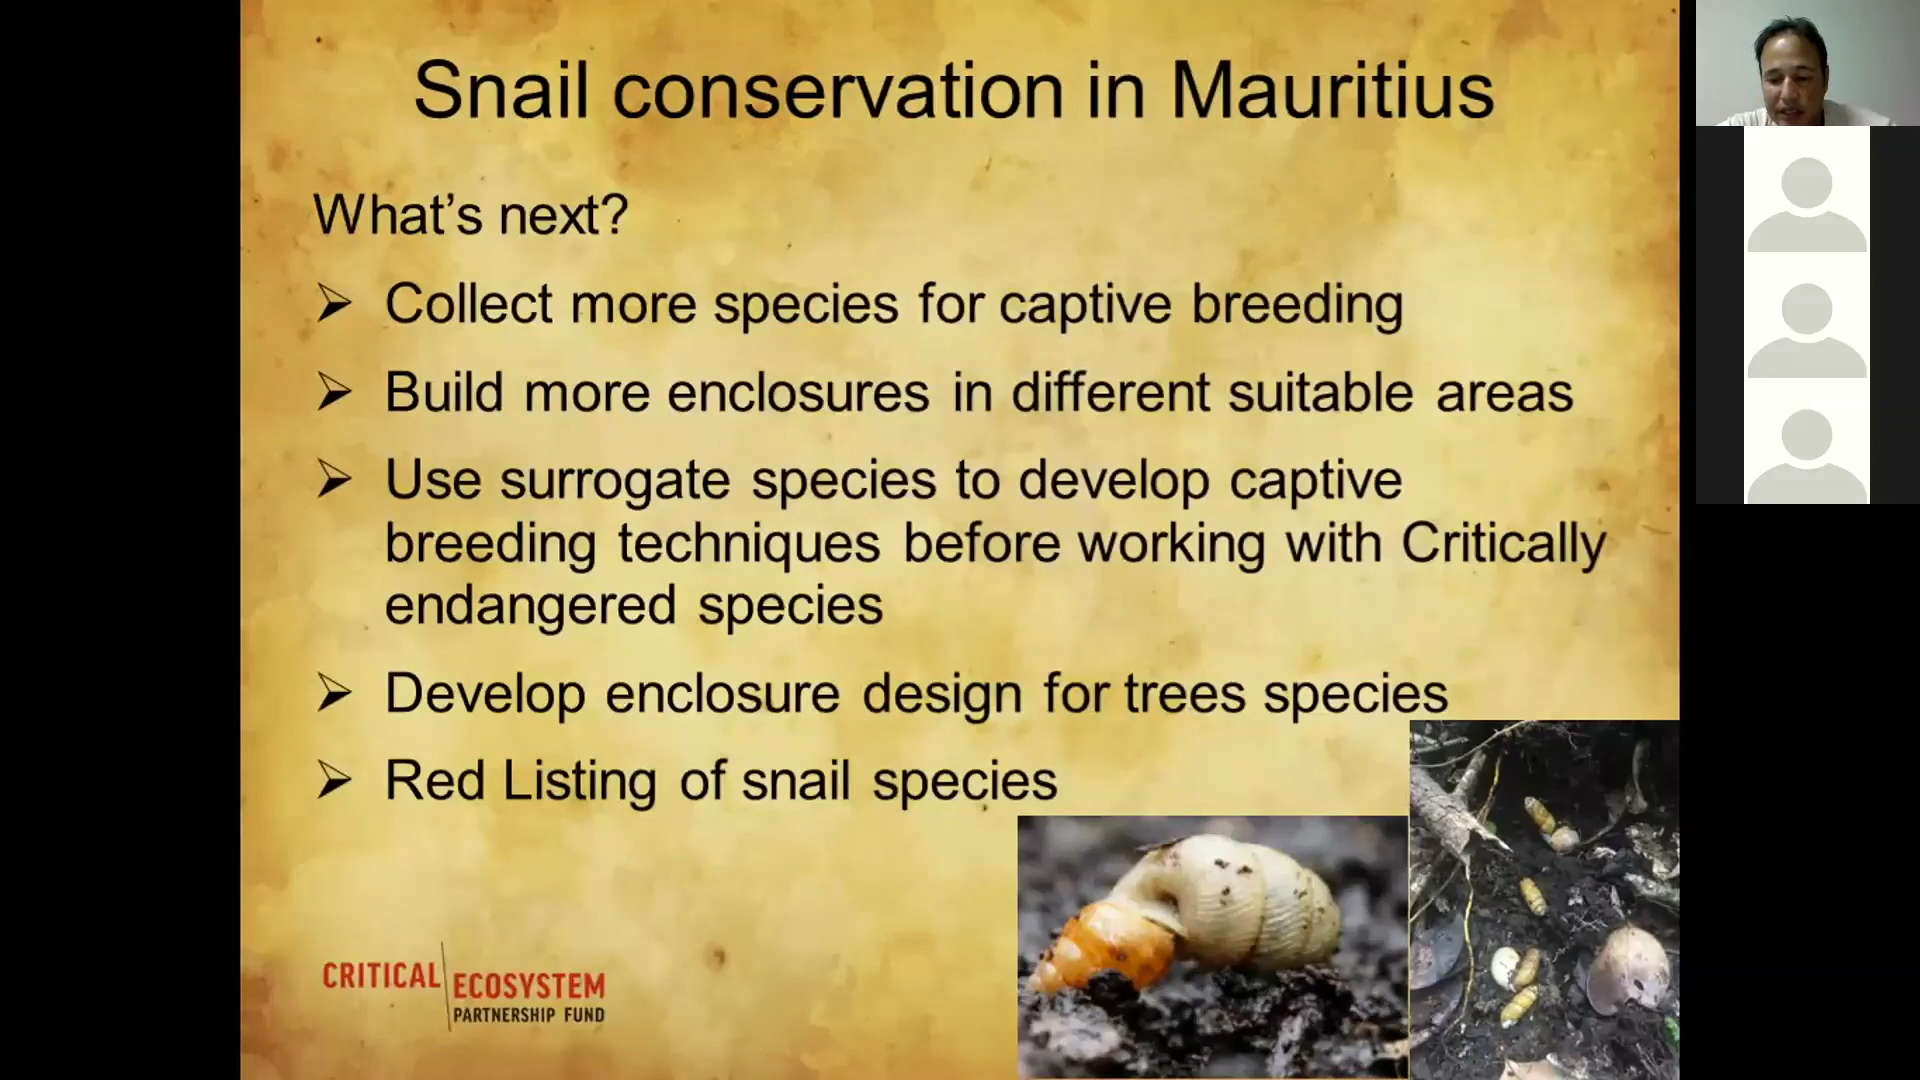 Snail conservation in Mauritius
What's next?
➢ Collect more species for captive breeding
➢ Build more enclosures in different suitable areas
➢ Use surrogate species to develop captive
breeding techniques before working with Critically
endangered species
➢ Develop enclosure design for trees species
➢ Red Listing of snail species
CRITICAL ECOSYSTEM
PARTNERSHIP FUND